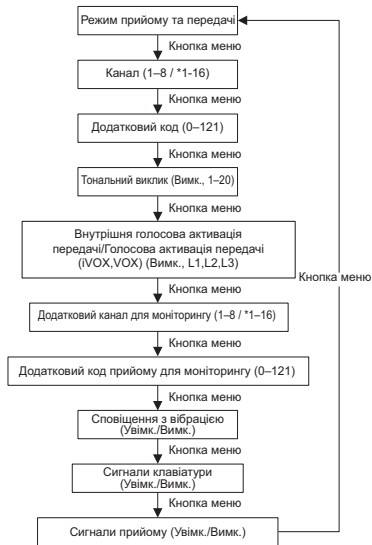 Режим прийому та передачі
Кнопка меню
Канал (1–8 / *1-16)
Кнопка меню
Додатковий код (0–121)
Кнопка меню
Тональний виклик (Вимк., 1–20)
Кнопка меню
Внутрішня голосова активація
передачі/Голосова активація передачі
(iVOX,VOX) (Вимк., L1,L2,L3)
Кнопка меню
Кнопка меню
Додатковий канал для моніторингу (1–8 / *1–16)
Кнопка меню
Додатковий код прийому для моніторингу (0–121)
Кнопка меню
Сповіщення з вібрацією
(Увімк./Вимк.)
Кнопка меню
Сигнали клавіатури
(Увімк./Вимк.)
Кнопка меню
Сигнали прийому (Увімк./Вимк.)